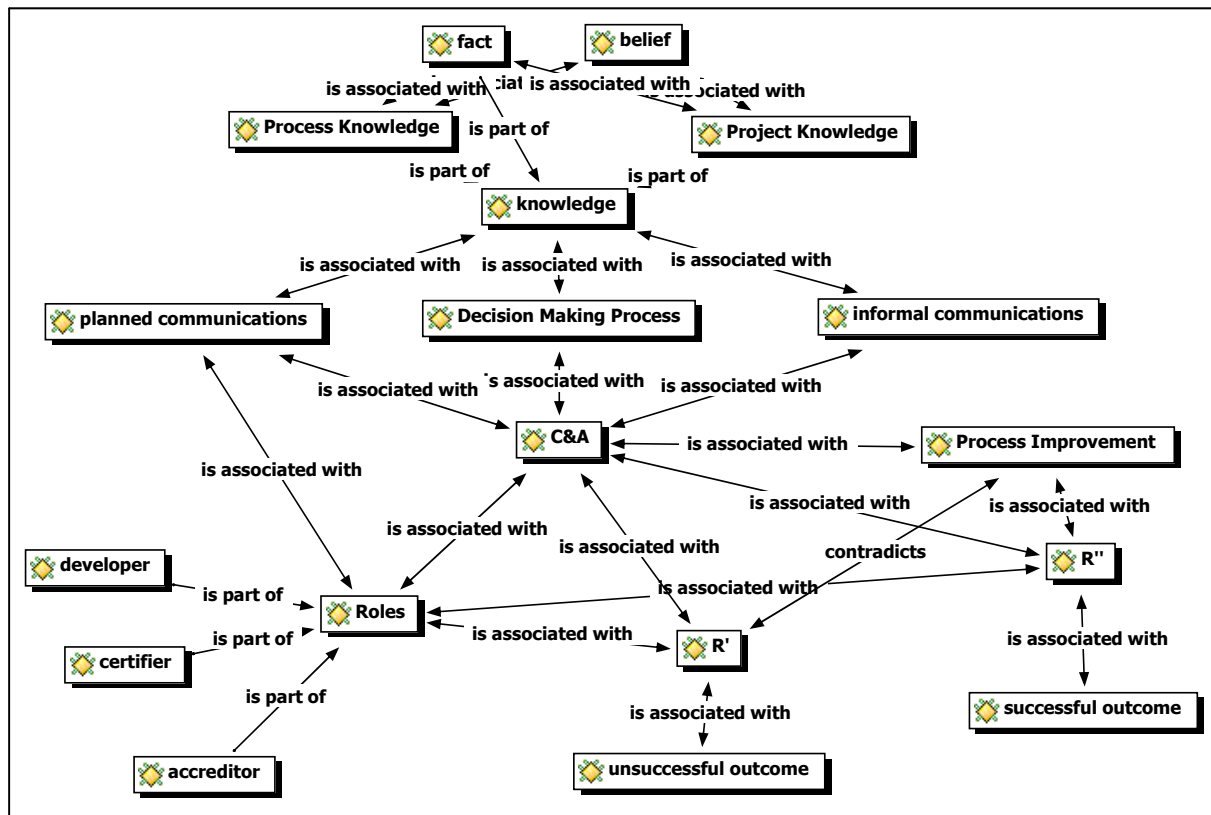 fact
belief
is associated with
is associated with
is associated with
Process Knowledge
Project Knowledge
is part of
is part of
is part of
knowledge
is associated with
is associated with
is associated with
planned communications
Decision Making Process
informal communications
is associated with
is associated with
is associated with
C&A
Process Improvement
is associated with
is associated with
is associated with
is associated with
is associated with
is associated with
contradicts
developer
R''
is part of
is associated with
Roles
is part of
is associated with
R'
is associated with
certifier
is part of
successful outcome
is associated with
accreditor
unsuccessful outcome